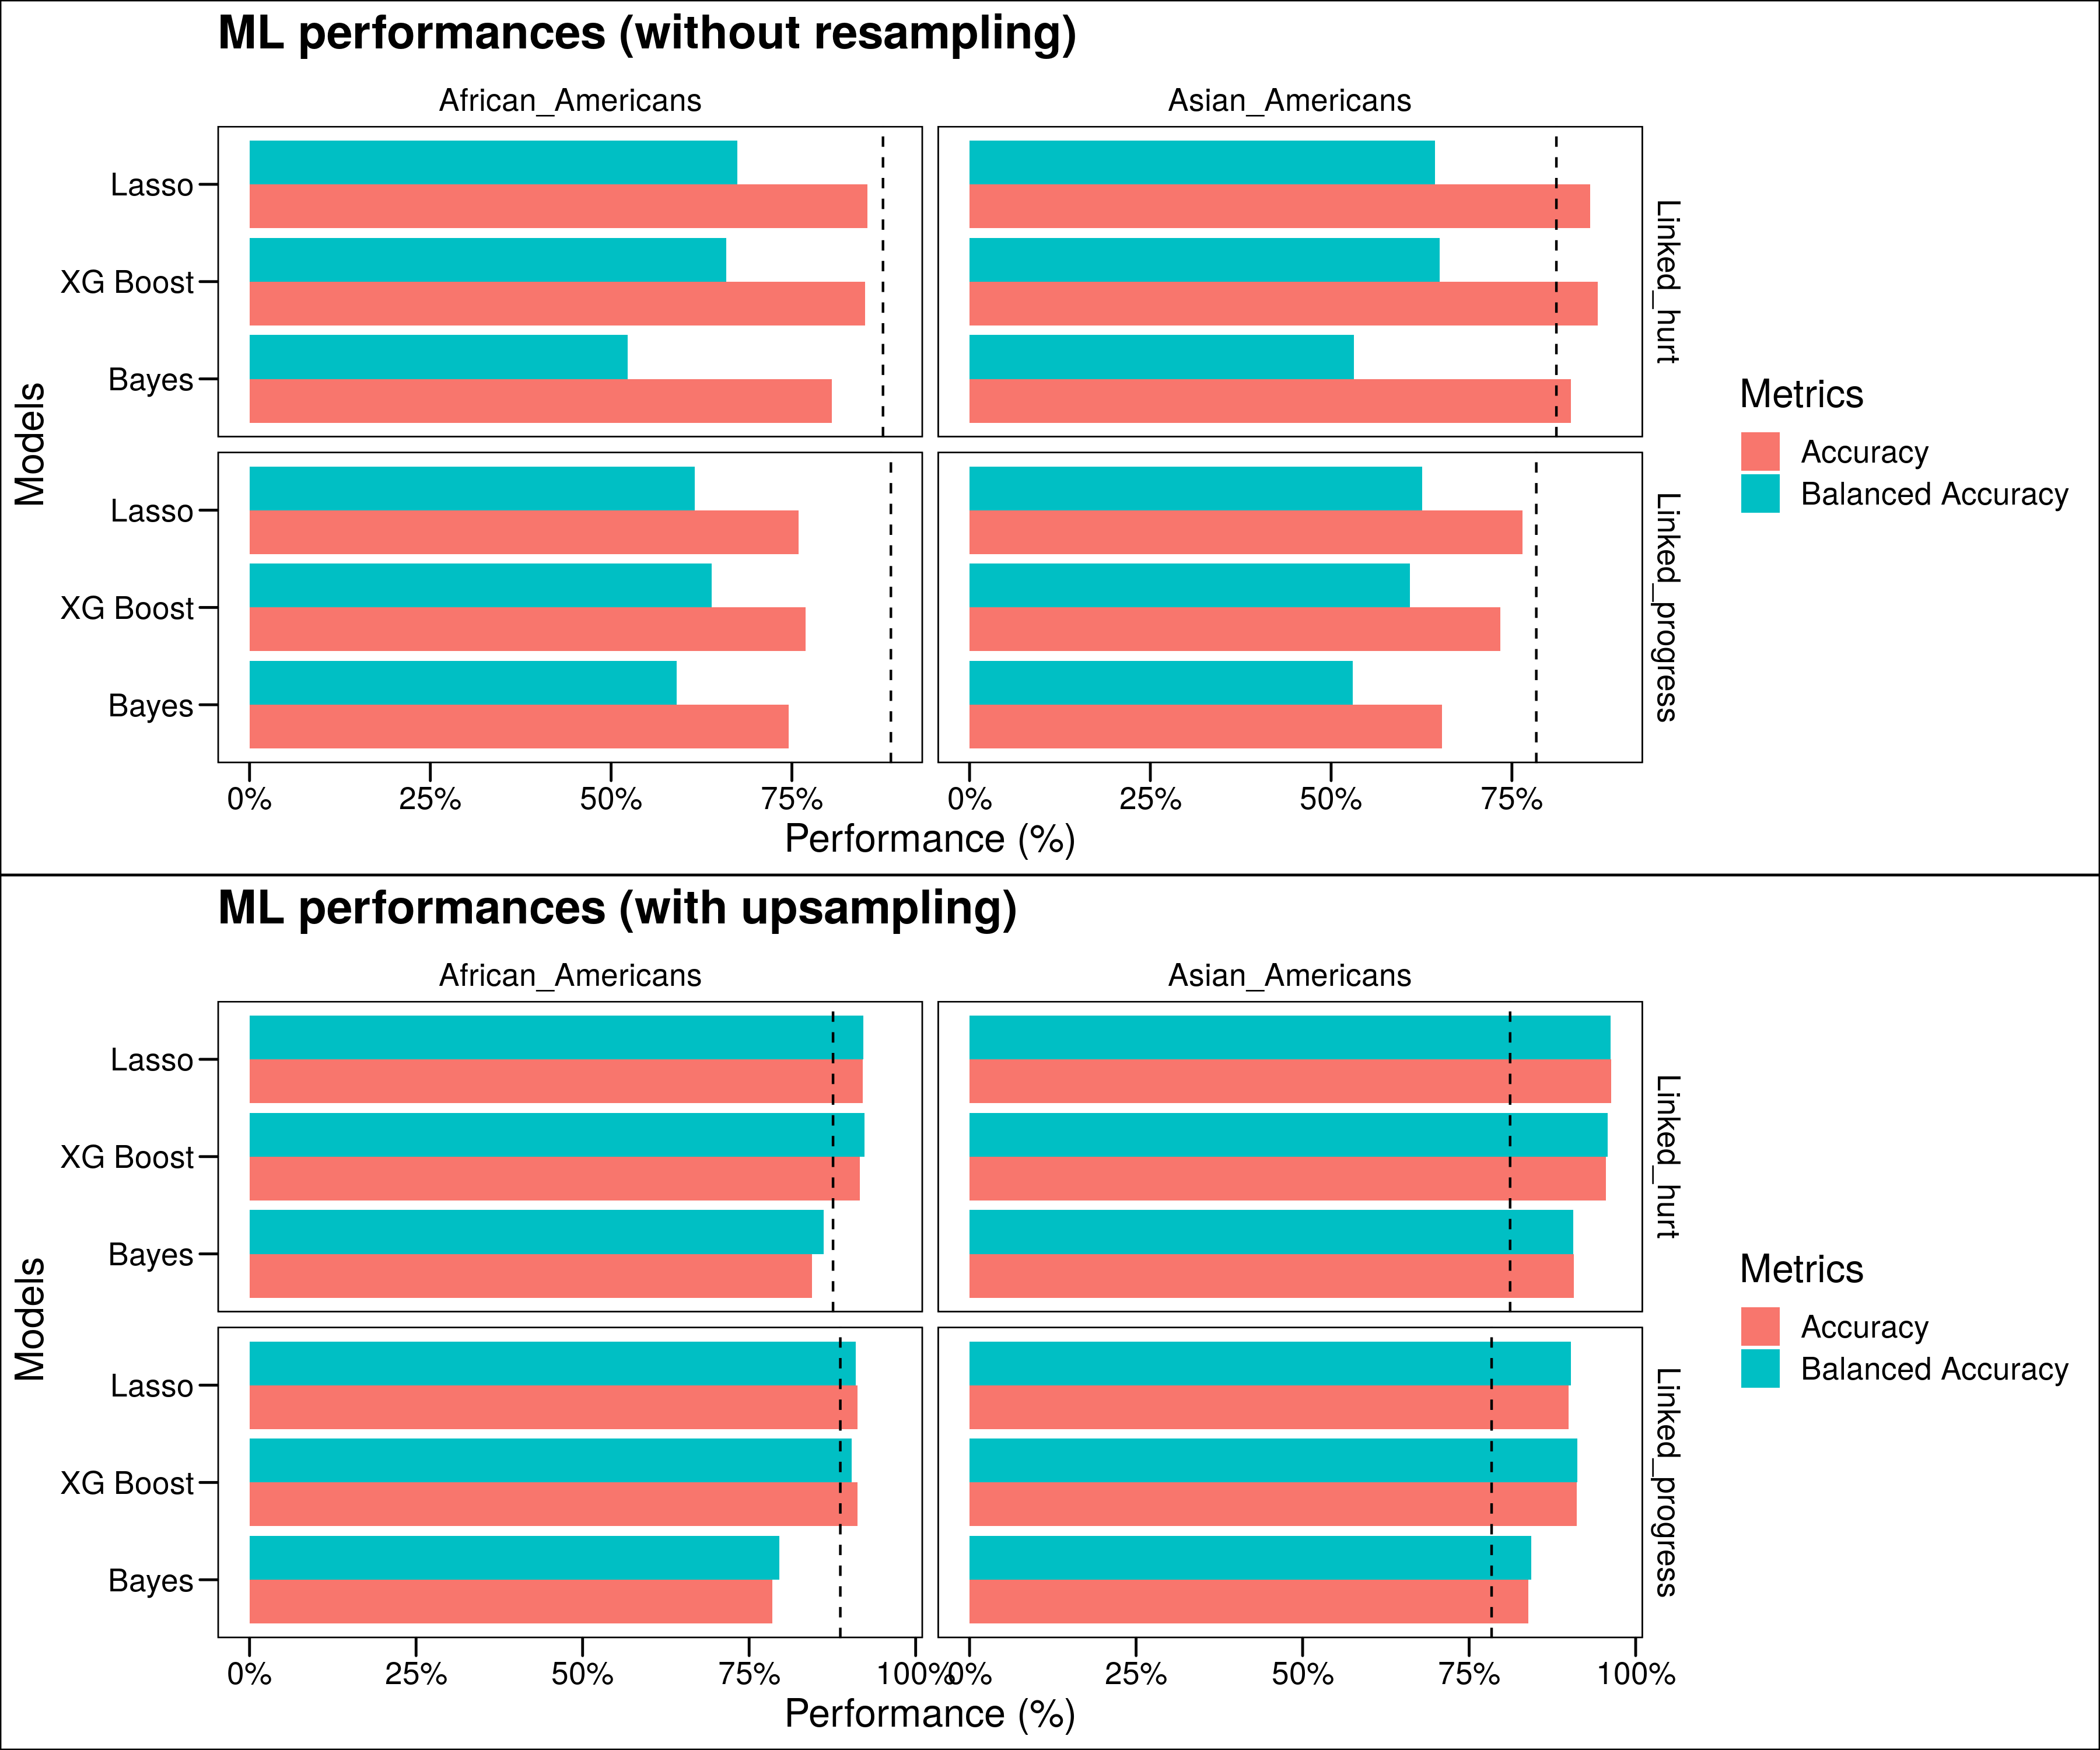 ML performances (without resampling)
African_Americans
Asian_Americans
Models
Lasso
XG Boost
Bayes
Linked_hurt
Lasso
XG Boost
Bayes
Linked_progress
0% 25% 50% 75%
0% 25% 50% 75%
Performance (%)
Metrics
Accuracy
Balanced Accuracy
ML performances (with upsampling)
African_Americans
Asian_Americans
Models
Lasso
XG Boost
Bayes
Linked_hurt
Lasso
XG Boost
Bayes
Linked_progress
0% 25% 50% 75% 100%
0% 25% 50% 75% 100%
Performance (%)
Metrics
Accuracy
Balanced Accuracy